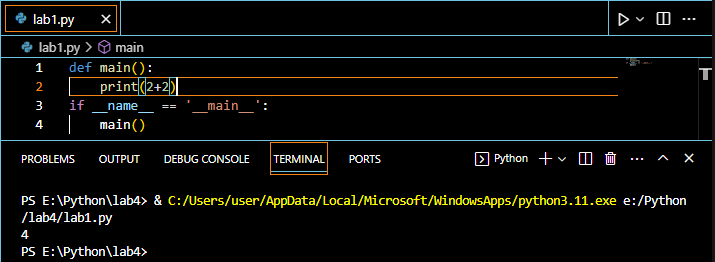 lab1.py
lab1.py > main
1 def main():
2     print(2+2)
3 if __name__ == '__main__':
4     main()
PROBLEMS OUTPUT DEBUG CONSOLE TERMINAL PORTS Python
PS E:\Python\lab4> & C:/Users/user/AppData/Local/Microsoft/WindowsApps/python3.11.exe e:/Python
/lab4/lab1.py
4
PS E:\Python\lab4>